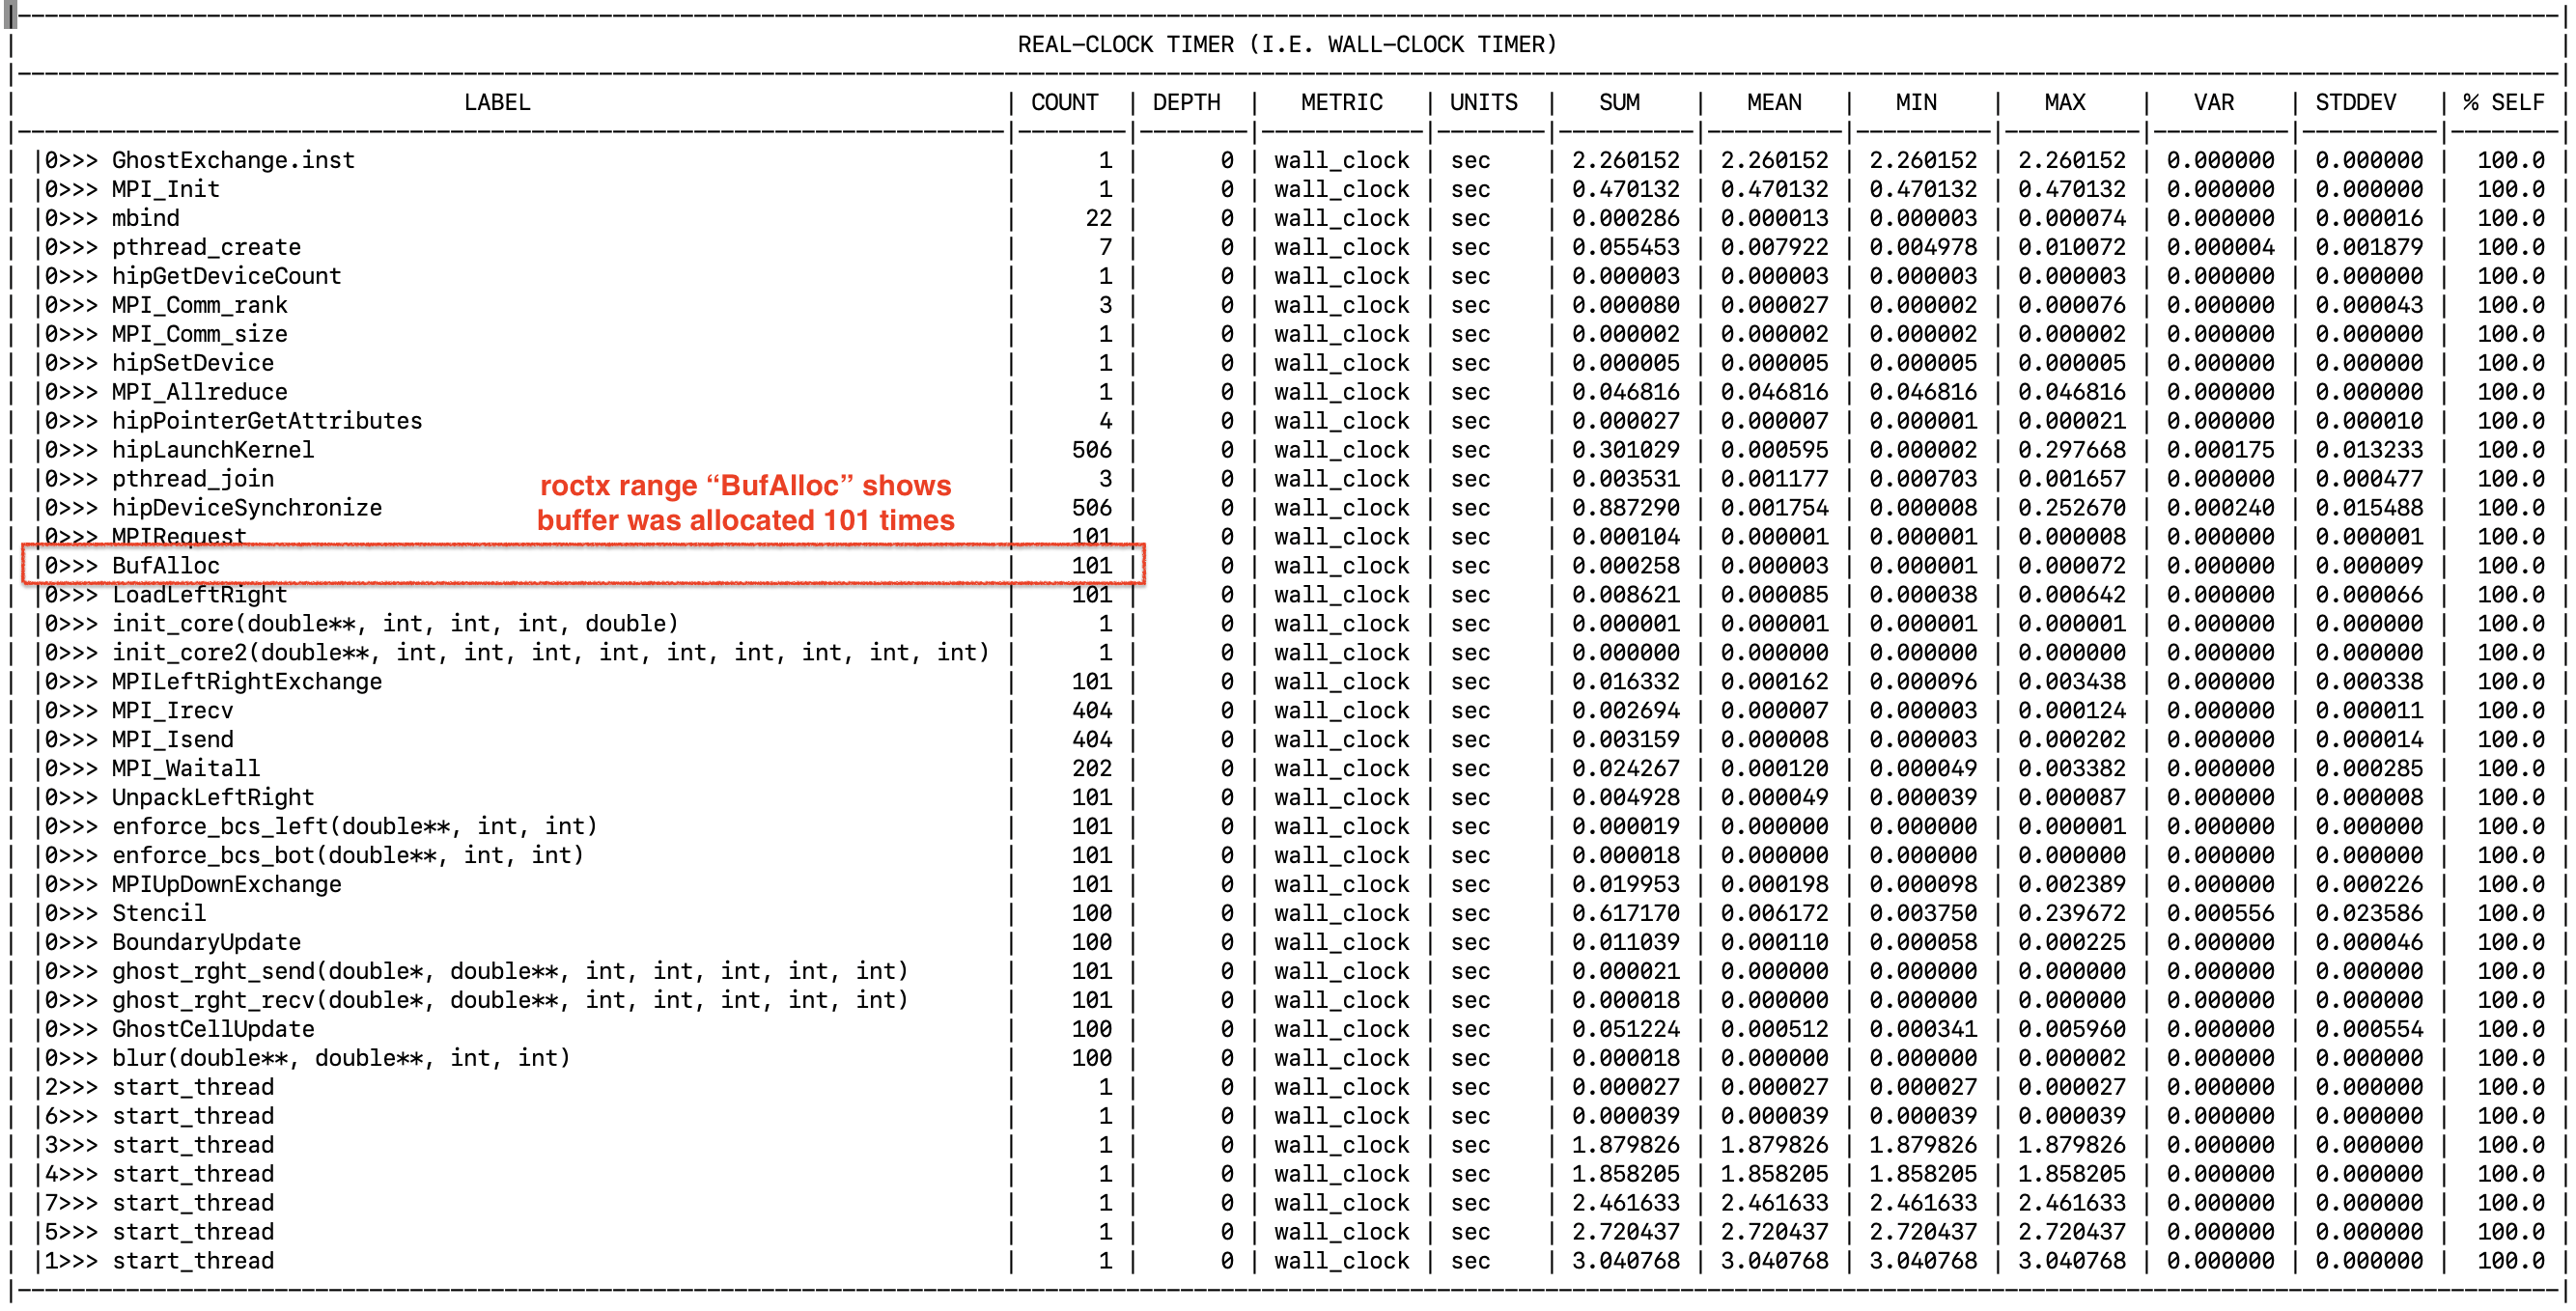 REAL-CLOCK TIMER (I.E. WALL-CLOCK TIMER)
| LABEL | COUNT | DEPTH | METRIC | UNITS | SUM | MEAN | MIN | MAX | VAR | STDDEV | % SELF |
| |0>>> GhostExchange.inst | 1 | 0 | wall_clock | sec | 2.260152 | 2.260152 | 2.260152 | 2.260152 | 0.000000 | 0.000000 | 100.0 |
| |0>>> MPI_Init | 1 | 0 | wall_clock | sec | 0.470132 | 0.470132 | 0.470132 | 0.470132 | 0.000000 | 0.000000 | 100.0 |
| |0>>> mbind | 22 | 0 | wall_clock | sec | 0.000286 | 0.000013 | 0.000003 | 0.000074 | 0.000000 | 0.000016 | 100.0 |
| |0>>> pthread_create | 7 | 0 | wall_clock | sec | 0.055453 | 0.007922 | 0.004978 | 0.010072 | 0.000004 | 0.001879 | 100.0 |
| |0>>> hipGetDeviceCount | 1 | 0 | wall_clock | sec | 0.000003 | 0.000003 | 0.000003 | 0.000003 | 0.000000 | 0.000000 | 100.0 |
| |0>>> MPI_Comm_rank | 3 | 0 | wall_clock | sec | 0.000080 | 0.000027 | 0.000002 | 0.000076 | 0.000000 | 0.000043 | 100.0 |
| |0>>> MPI_Comm_size | 1 | 0 | wall_clock | sec | 0.000002 | 0.000002 | 0.000002 | 0.000002 | 0.000000 | 0.000000 | 100.0 |
| |0>>> hipSetDevice | 1 | 0 | wall_clock | sec | 0.000005 | 0.000005 | 0.000005 | 0.000005 | 0.000000 | 0.000000 | 100.0 |
| |0>>> MPI_Allreduce | 1 | 0 | wall_clock | sec | 0.046816 | 0.046816 | 0.046816 | 0.046816 | 0.000000 | 0.000000 | 100.0 |
| |0>>> hipPointerGetAttributes | 4 | 0 | wall_clock | sec | 0.000027 | 0.000007 | 0.000001 | 0.000021 | 0.000000 | 0.000010 | 100.0 |
| |0>>> hipLaunchKernel | 506 | 0 | wall_clock | sec | 0.301029 | 0.000595 | 0.000002 | 0.297668 | 0.000175 | 0.013233 | 100.0 |
| |0>>> pthread_join | 3 | 0 | wall_clock | sec | 0.003531 | 0.001177 | 0.000703 | 0.001657 | 0.000000 | 0.000477 | 100.0 |
roctx range “BufAlloc” shows
| |0>>> hipDeviceSynchronize | 506 | 0 | wall_clock | sec | 0.887290 | 0.001754 | 0.000008 | 0.252670 | 0.000240 | 0.015488 | 100.0 |
buffer was allocated 101 times
| |0>>> MPIRequest | 101 | 0 | wall_clock | sec | 0.000104 | 0.000001 | 0.000001 | 0.000008 | 0.000000 | 0.000001 | 100.0 |
| |0>>> BufAlloc | 101 | 0 | wall_clock | sec | 0.000258 | 0.000003 | 0.000001 | 0.000072 | 0.000000 | 0.000009 | 100.0 |
| |0>>> LoadLeftRight | 101 | 0 | wall_clock | sec | 0.008621 | 0.000085 | 0.000038 | 0.000642 | 0.000000 | 0.000066 | 100.0 |
| |0>>> init_core(double**, int, int, int, double) | 1 | 0 | wall_clock | sec | 0.000001 | 0.000001 | 0.000001 | 0.000001 | 0.000000 | 0.000000 | 100.0 |
| |0>>> init_core2(double**, int, int, int, int, int, int, int, int, int) | 1 | 0 | wall_clock | sec | 0.000000 | 0.000000 | 0.000000 | 0.000000 | 0.000000 | 0.000000 | 100.0 |
| |0>>> MPILeftRightExchange | 101 | 0 | wall_clock | sec | 0.016332 | 0.000162 | 0.000096 | 0.003438 | 0.000000 | 0.000338 | 100.0 |
| |0>>> MPI_Irecv | 404 | 0 | wall_clock | sec | 0.002694 | 0.000007 | 0.000003 | 0.000124 | 0.000000 | 0.000011 | 100.0 |
| |0>>> MPI_Isend | 404 | 0 | wall_clock | sec | 0.003159 | 0.000008 | 0.000003 | 0.000202 | 0.000000 | 0.000014 | 100.0 |
| |0>>> MPI_Waitall | 202 | 0 | wall_clock | sec | 0.024267 | 0.000120 | 0.000049 | 0.003382 | 0.000000 | 0.000285 | 100.0 |
| |0>>> UnpackLeftRight | 101 | 0 | wall_clock | sec | 0.004928 | 0.000049 | 0.000039 | 0.000087 | 0.000000 | 0.000008 | 100.0 |
| |0>>> enforce_bcs_left(double**, int, int) | 101 | 0 | wall_clock | sec | 0.000019 | 0.000000 | 0.000000 | 0.000001 | 0.000000 | 0.000000 | 100.0 |
| |0>>> enforce_bcs_bot(double**, int, int) | 101 | 0 | wall_clock | sec | 0.000018 | 0.000000 | 0.000000 | 0.000000 | 0.000000 | 0.000000 | 100.0 |
| |0>>> MPIUpDownExchange | 101 | 0 | wall_clock | sec | 0.019953 | 0.000198 | 0.000098 | 0.002389 | 0.000000 | 0.000226 | 100.0 |
| |0>>> Stencil | 100 | 0 | wall_clock | sec | 0.617170 | 0.006172 | 0.003750 | 0.239672 | 0.000556 | 0.023586 | 100.0 |
| |0>>> BoundaryUpdate | 100 | 0 | wall_clock | sec | 0.011039 | 0.000110 | 0.000058 | 0.000225 | 0.000000 | 0.000046 | 100.0 |
| |0>>> ghost_rght_send(double*, double**, int, int, int, int, int) | 101 | 0 | wall_clock | sec | 0.000021 | 0.000000 | 0.000000 | 0.000000 | 0.000000 | 0.000000 | 100.0 |
| |0>>> ghost_rght_recv(double*, double**, int, int, int, int, int) | 101 | 0 | wall_clock | sec | 0.000018 | 0.000000 | 0.000000 | 0.000000 | 0.000000 | 0.000000 | 100.0 |
| |0>>> GhostCellUpdate | 100 | 0 | wall_clock | sec | 0.051224 | 0.000512 | 0.000341 | 0.005960 | 0.000000 | 0.000554 | 100.0 |
| |0>>> blur(double**, double**, int, int) | 100 | 0 | wall_clock | sec | 0.000018 | 0.000000 | 0.000000 | 0.000002 | 0.000000 | 0.000000 | 100.0 |
| |2>>> start_thread | 1 | 0 | wall_clock | sec | 0.000027 | 0.000027 | 0.000027 | 0.000027 | 0.000000 | 0.000000 | 100.0 |
| |6>>> start_thread | 1 | 0 | wall_clock | sec | 0.000039 | 0.000039 | 0.000039 | 0.000039 | 0.000000 | 0.000000 | 100.0 |
| |3>>> start_thread | 1 | 0 | wall_clock | sec | 1.879826 | 1.879826 | 1.879826 | 1.879826 | 0.000000 | 0.000000 | 100.0 |
| |4>>> start_thread | 1 | 0 | wall_clock | sec | 1.858205 | 1.858205 | 1.858205 | 1.858205 | 0.000000 | 0.000000 | 100.0 |
| |7>>> start_thread | 1 | 0 | wall_clock | sec | 2.461633 | 2.461633 | 2.461633 | 2.461633 | 0.000000 | 0.000000 | 100.0 |
| |5>>> start_thread | 1 | 0 | wall_clock | sec | 2.720437 | 2.720437 | 2.720437 | 2.720437 | 0.000000 | 0.000000 | 100.0 |
| |1>>> start_thread | 1 | 0 | wall_clock | sec | 3.040768 | 3.040768 | 3.040768 | 3.040768 | 0.000000 | 0.000000 | 100.0 |